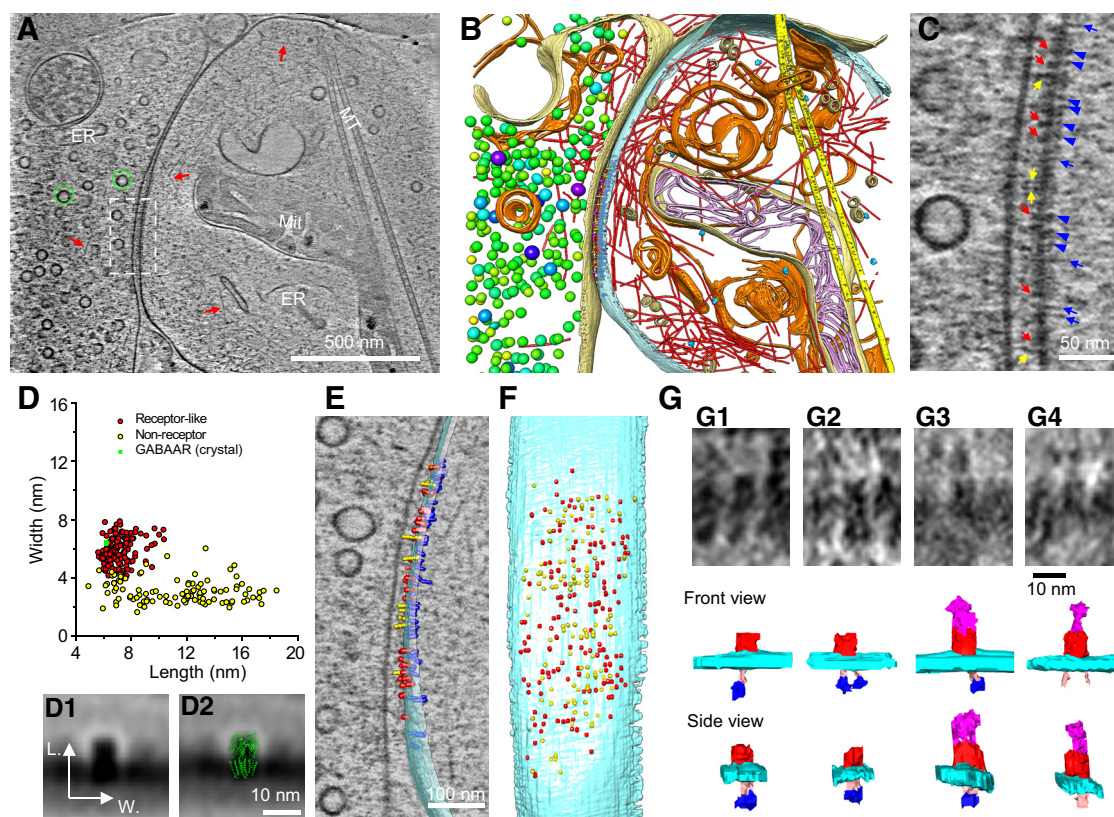 A
ER
MT
Mit
ER
500 nm
B
C
50 nm
D
16
12
8
4
0
Width (nm)
Receptor-like
Non-receptor
GABAAR (crystal)
4
8
12
16
20
Length (nm)
D1
L.
W.
D2
10 nm
E
100 nm
F
G
G1
G2
G3
G4
10 nm
Front view
Side view